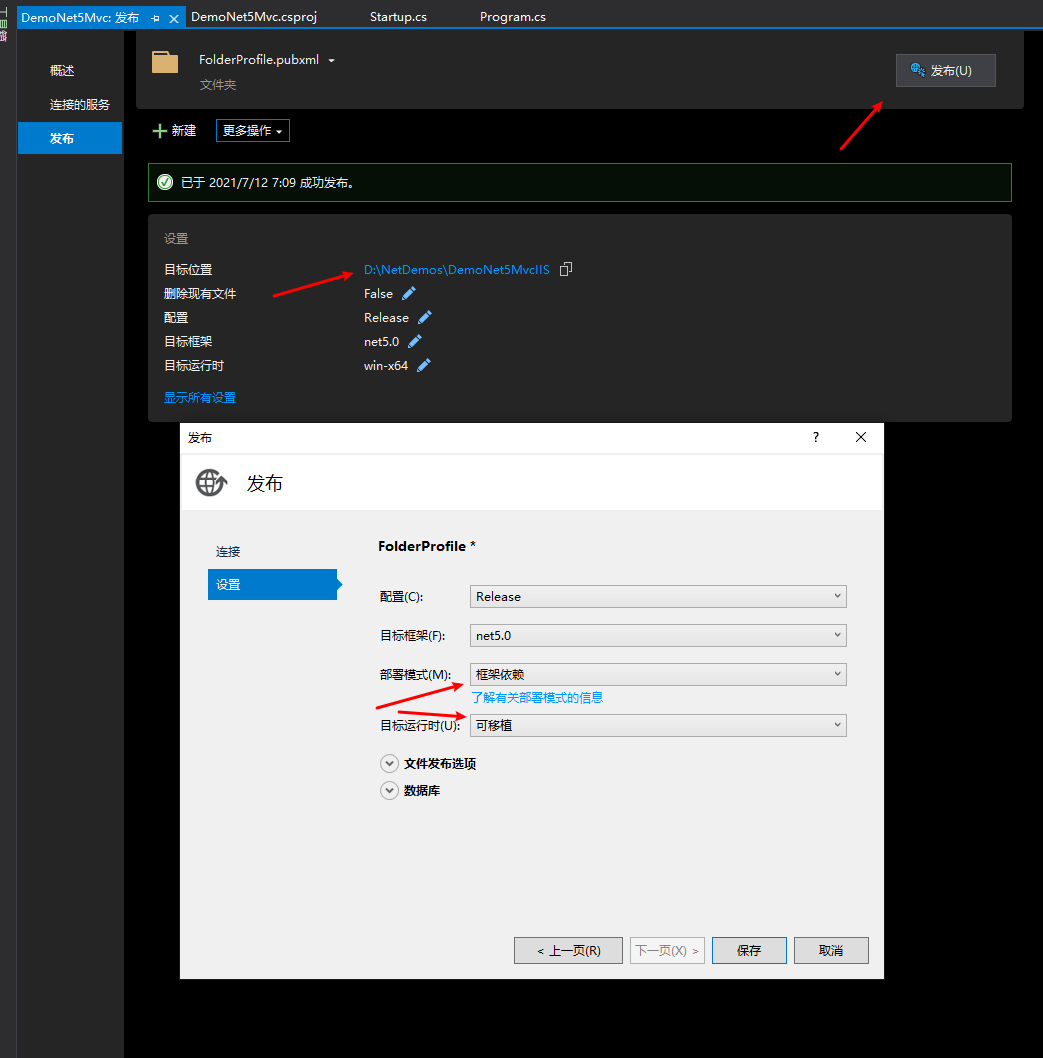 工具箱
DemoNet5Mvc: 发布
DemoNet5Mvc.csproj
Startup.cs
Program.cs
概述
连接的服务
发布
FolderProfile.pubxml
文件夹
发布(U)
新建
更多操作
已于 2021/7/12 7:09 成功发布。
设置
目标位置 D:\NetDemos\DemoNet5MvcIIS
删除现有文件 False
配置 Release
目标框架 net5.0
目标运行时 win-x64
显示所有设置
发布 ?
发布
连接
设置
FolderProfile *
配置(C): Release
目标框架(F): net5.0
部署模式(M): 框架依赖
了解有关部署模式的信息
目标运行时(U): 可移植
文件发布选项
数据库
< 上一页(R)
下一页(X) >
保存
取消